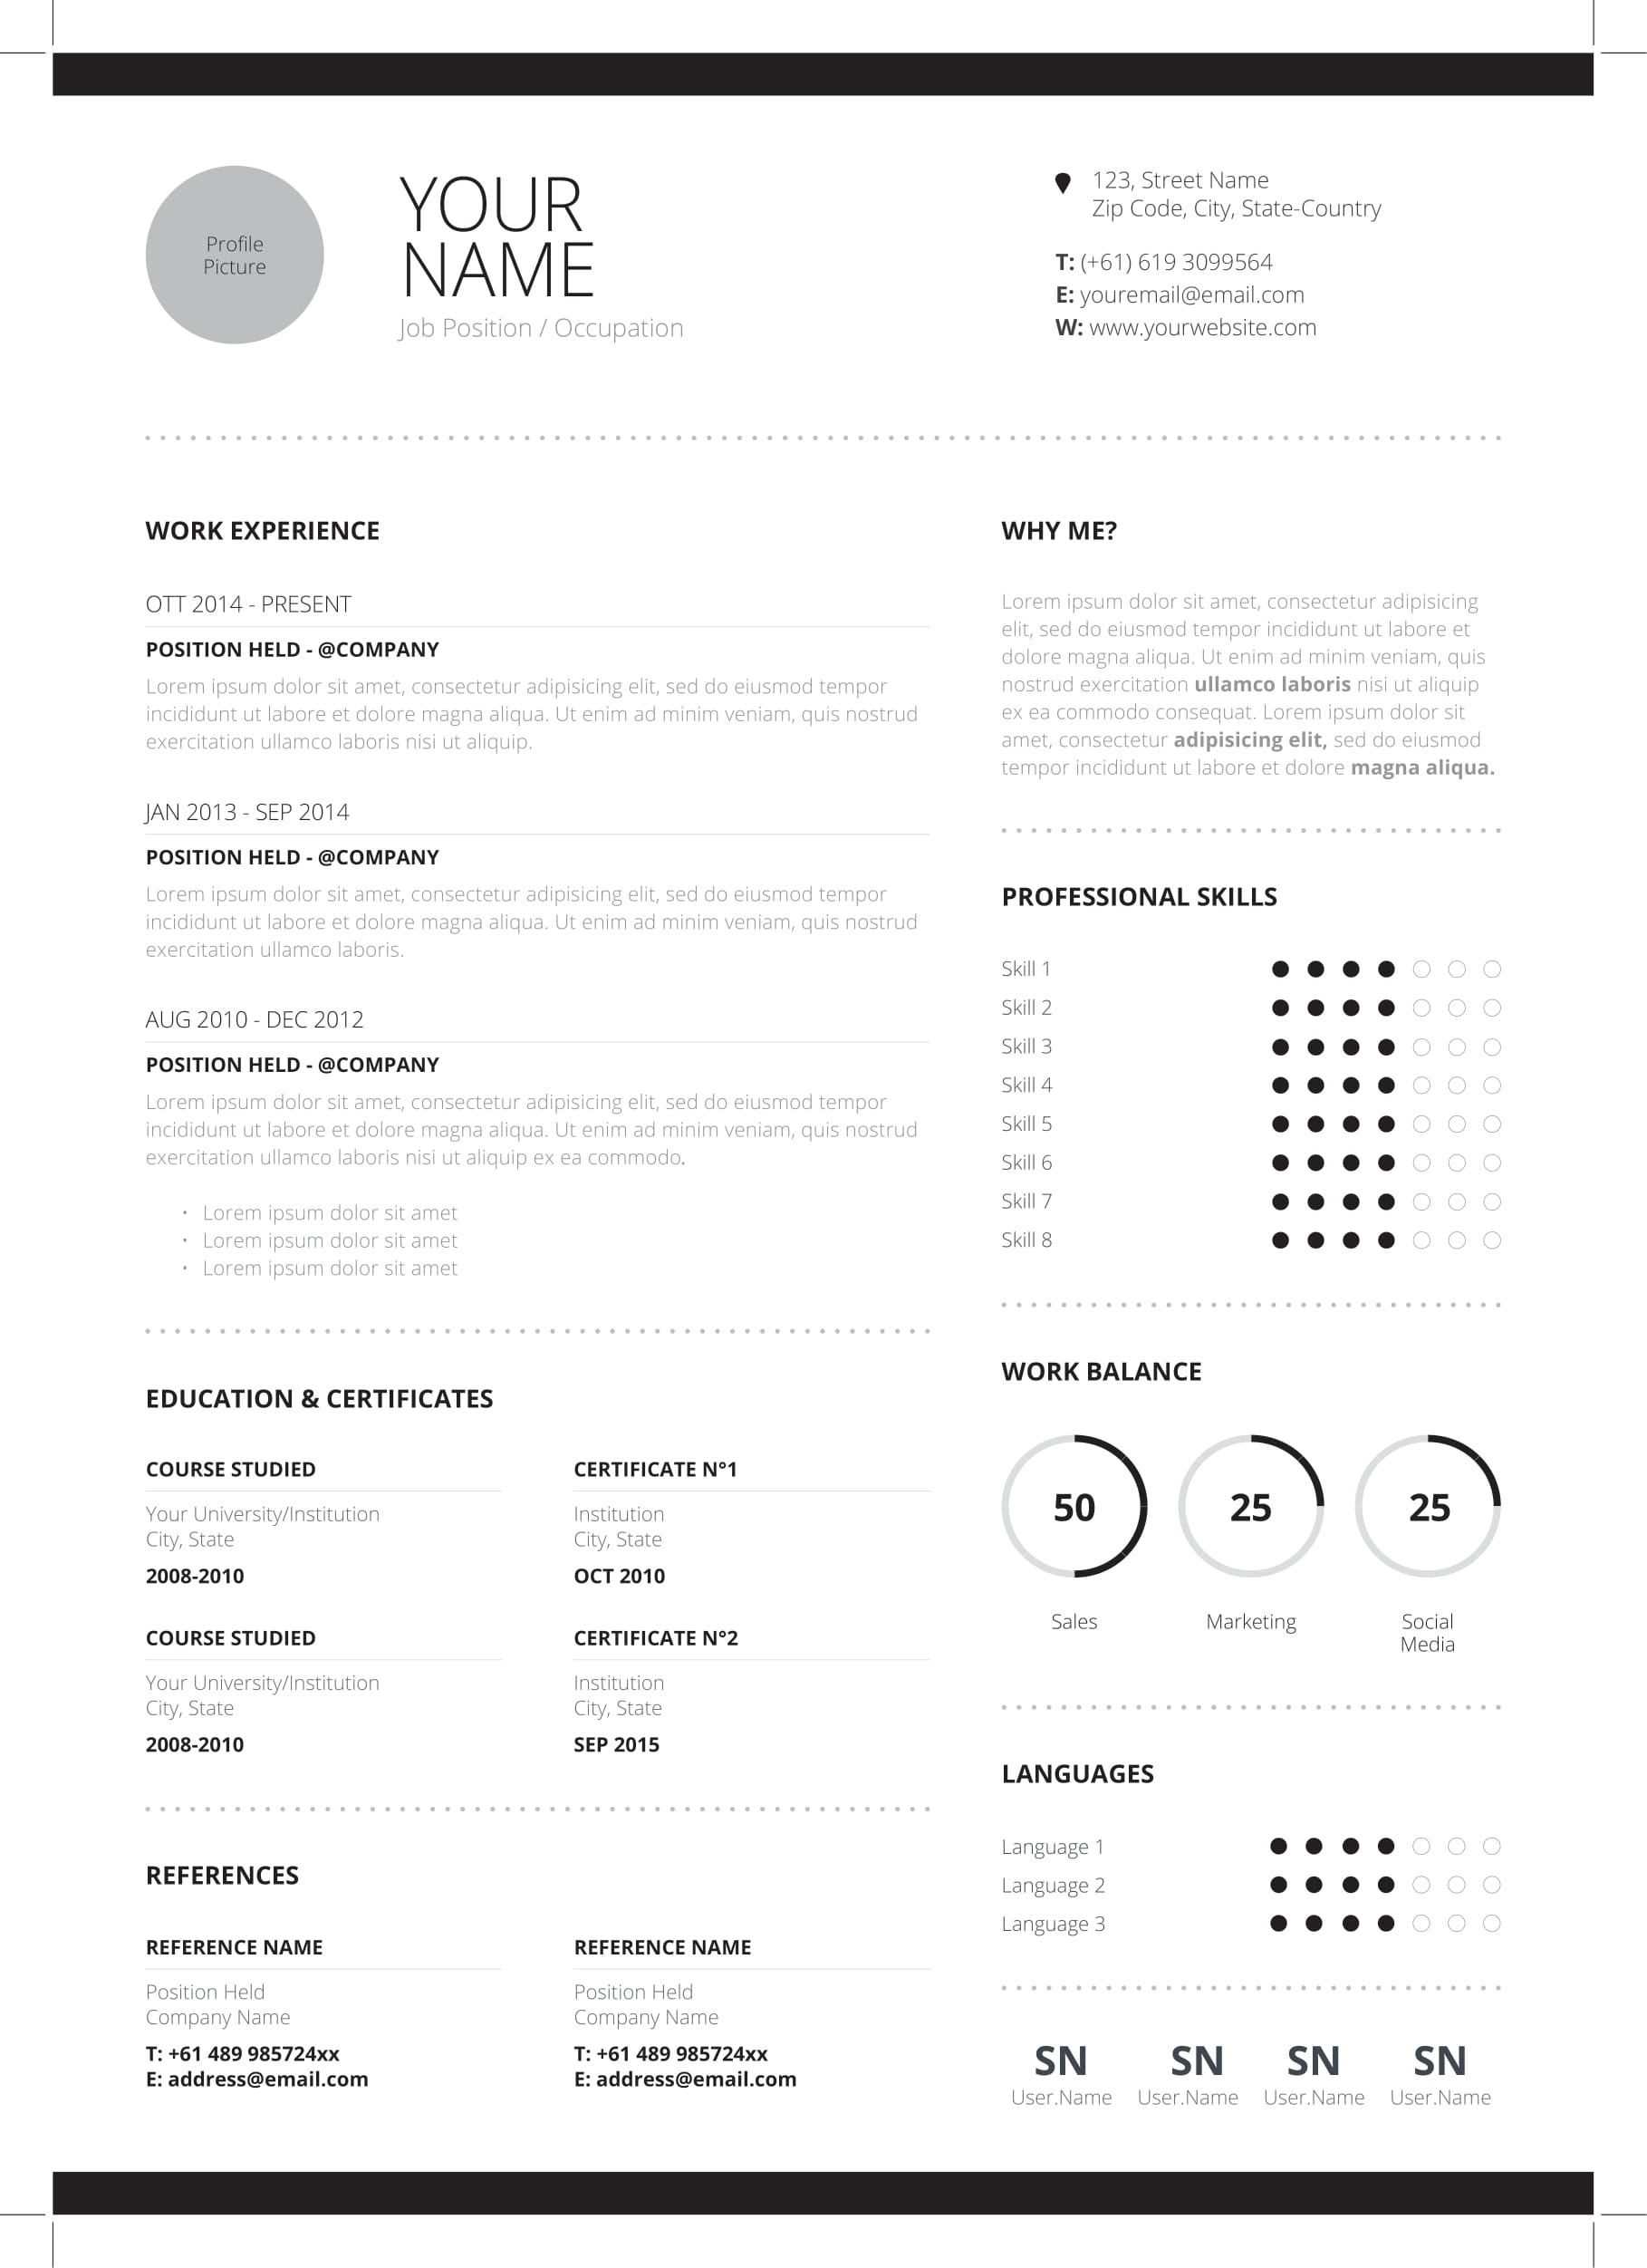 Profile
Picture
YOUR
NAME
Job Position / Occupation
123, Street Name
Zip Code, City, State-Country
T: (+61) 619 3099564
E: youremail@email.com
W: www.yourwebsite.com
WORK EXPERIENCE
OTT 2014 - PRESENT
POSITION HELD - @COMPANY
Lorem ipsum dolor sit amet, consectetur adipisicing elit, sed do eiusmod tempor
incididunt ut labore et dolore magna aliqua. Ut enim ad minim veniam, quis nostrud
exercitation ullamco laboris nisi ut aliquip.
JAN 2013 - SEP 2014
POSITION HELD - @COMPANY
Lorem ipsum dolor sit amet, consectetur adipisicing elit, sed do eiusmod tempor
incididunt ut labore et dolore magna aliqua. Ut enim ad minim veniam, quis nostrud
exercitation ullamco laboris.
AUG 2010 - DEC 2012
POSITION HELD - @COMPANY
Lorem ipsum dolor sit amet, consectetur adipisicing elit, sed do eiusmod tempor
incididunt ut labore et dolore magna aliqua. Ut enim ad minim veniam, quis nostrud
exercitation ullamco laboris nisi ut aliquip ex ea commodo.
• Lorem ipsum dolor sit amet
• Lorem ipsum dolor sit amet
• Lorem ipsum dolor sit amet
EDUCATION & CERTIFICATES
COURSE STUDIED
Your University/Institution
City, State
2008-2010
CERTIFICATE N°1
Institution
City, State
OCT 2010
COURSE STUDIED
Your University/Institution
City, State
2008-2010
CERTIFICATE N°2
Institution
City, State
SEP 2015
REFERENCES
REFERENCE NAME
Position Held
Company Name
T: +61 489 985724xx
E: address@email.com
REFERENCE NAME
Position Held
Company Name
T: +61 489 985724xx
E: address@email.com
WHY ME?
Lorem ipsum dolor sit amet, consectetur adipisicing
elit, sed do eiusmod tempor incididunt ut labore et
dolore magna aliqua. Ut enim ad minim veniam, quis
nostrud exercitation ullamco laboris nisi ut aliquip
ex ea commodo consequat. Lorem ipsum dolor sit
amet, consectetur adipisicing elit, sed do eiusmod
tempor incididunt ut labore et dolore magna aliqua.
PROFESSIONAL SKILLS
Skill 1
Skill 2
Skill 3
Skill 4
Skill 5
Skill 6
Skill 7
Skill 8
WORK BALANCE
50
Sales
25
Marketing
25
Social
Media
LANGUAGES
Language 1
Language 2
Language 3
SN SN SN SN
User.Name User.Name User.Name User.Name